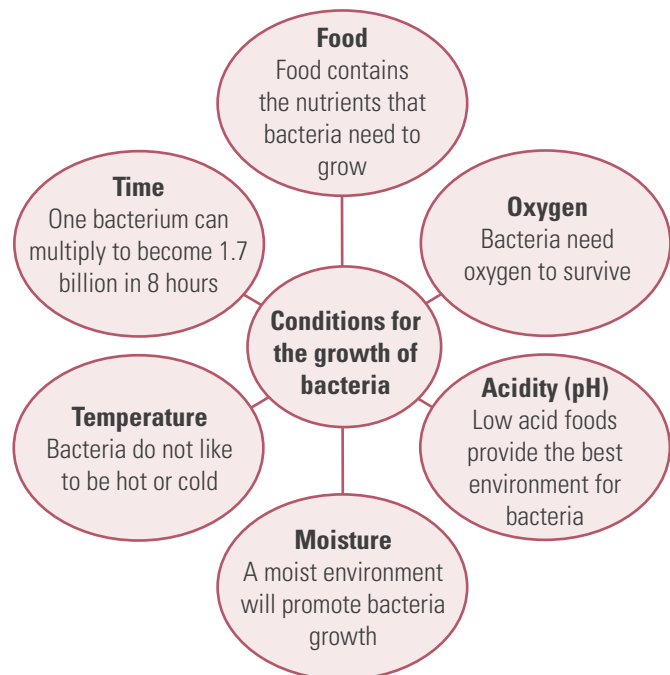 Food
Food contains
the nutrients that
bacteria need to
grow
Time
One bacterium can
multiply to become 1.7
billion in 8 hours
Oxygen
Bacteria need
oxygen to survive
Conditions for
the growth of
bacteria
Temperature
Bacteria do not like
to be hot or cold
Acidity (pH)
Low acid foods
provide the best
environment for
bacteria
Moisture
A moist environment
will promote bacteria
growth